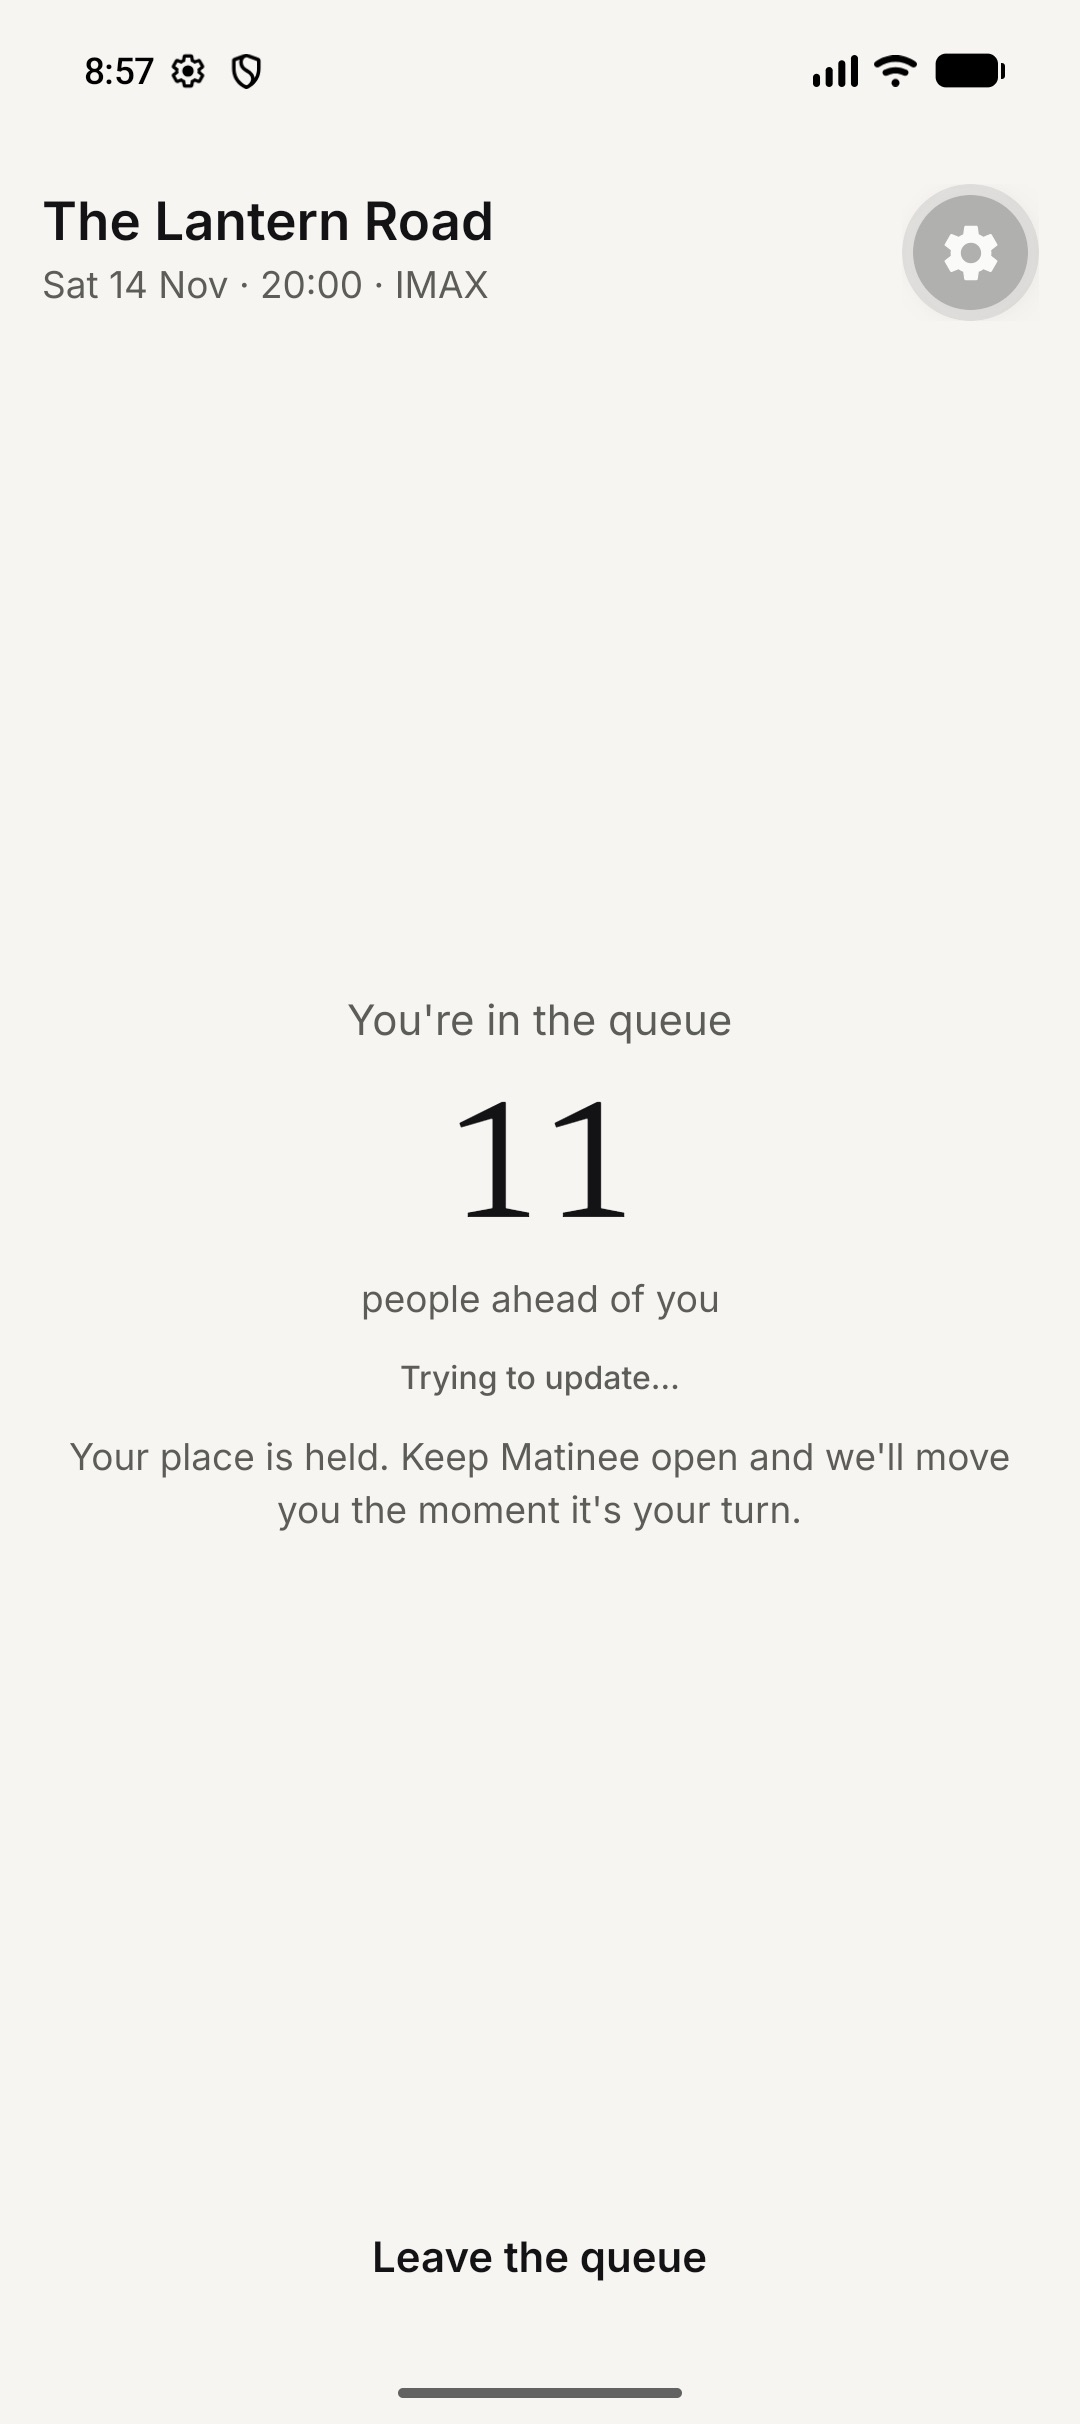 8:57
The Lantern Road
Sat 14 Nov · 20:00 · IMAX
You're in the queue
11
people ahead of you
Trying to update...
Your place is held. Keep Matinee open and we'll move
you the moment it's your turn.
Leave the queue